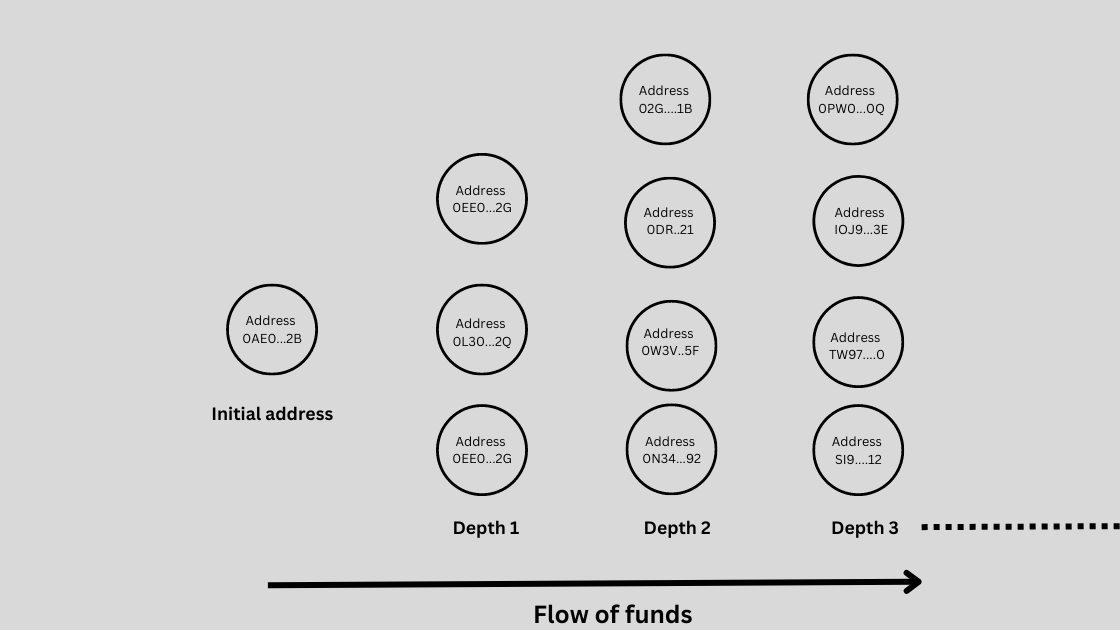 Address
02G....1B
Address
0PW0...0Q
Address
0EE0...2G
Address
0DR..21
Address
IOJ9...3E
Address
0AE0...2B
Address
0L30...2Q
Address
0W3V..5F
Address
TW97....0
Initial address
Address
0EE0...2G
Address
0N34...92
Address
SI9....12
Depth 1
Depth 2
Depth 3
Flow of funds